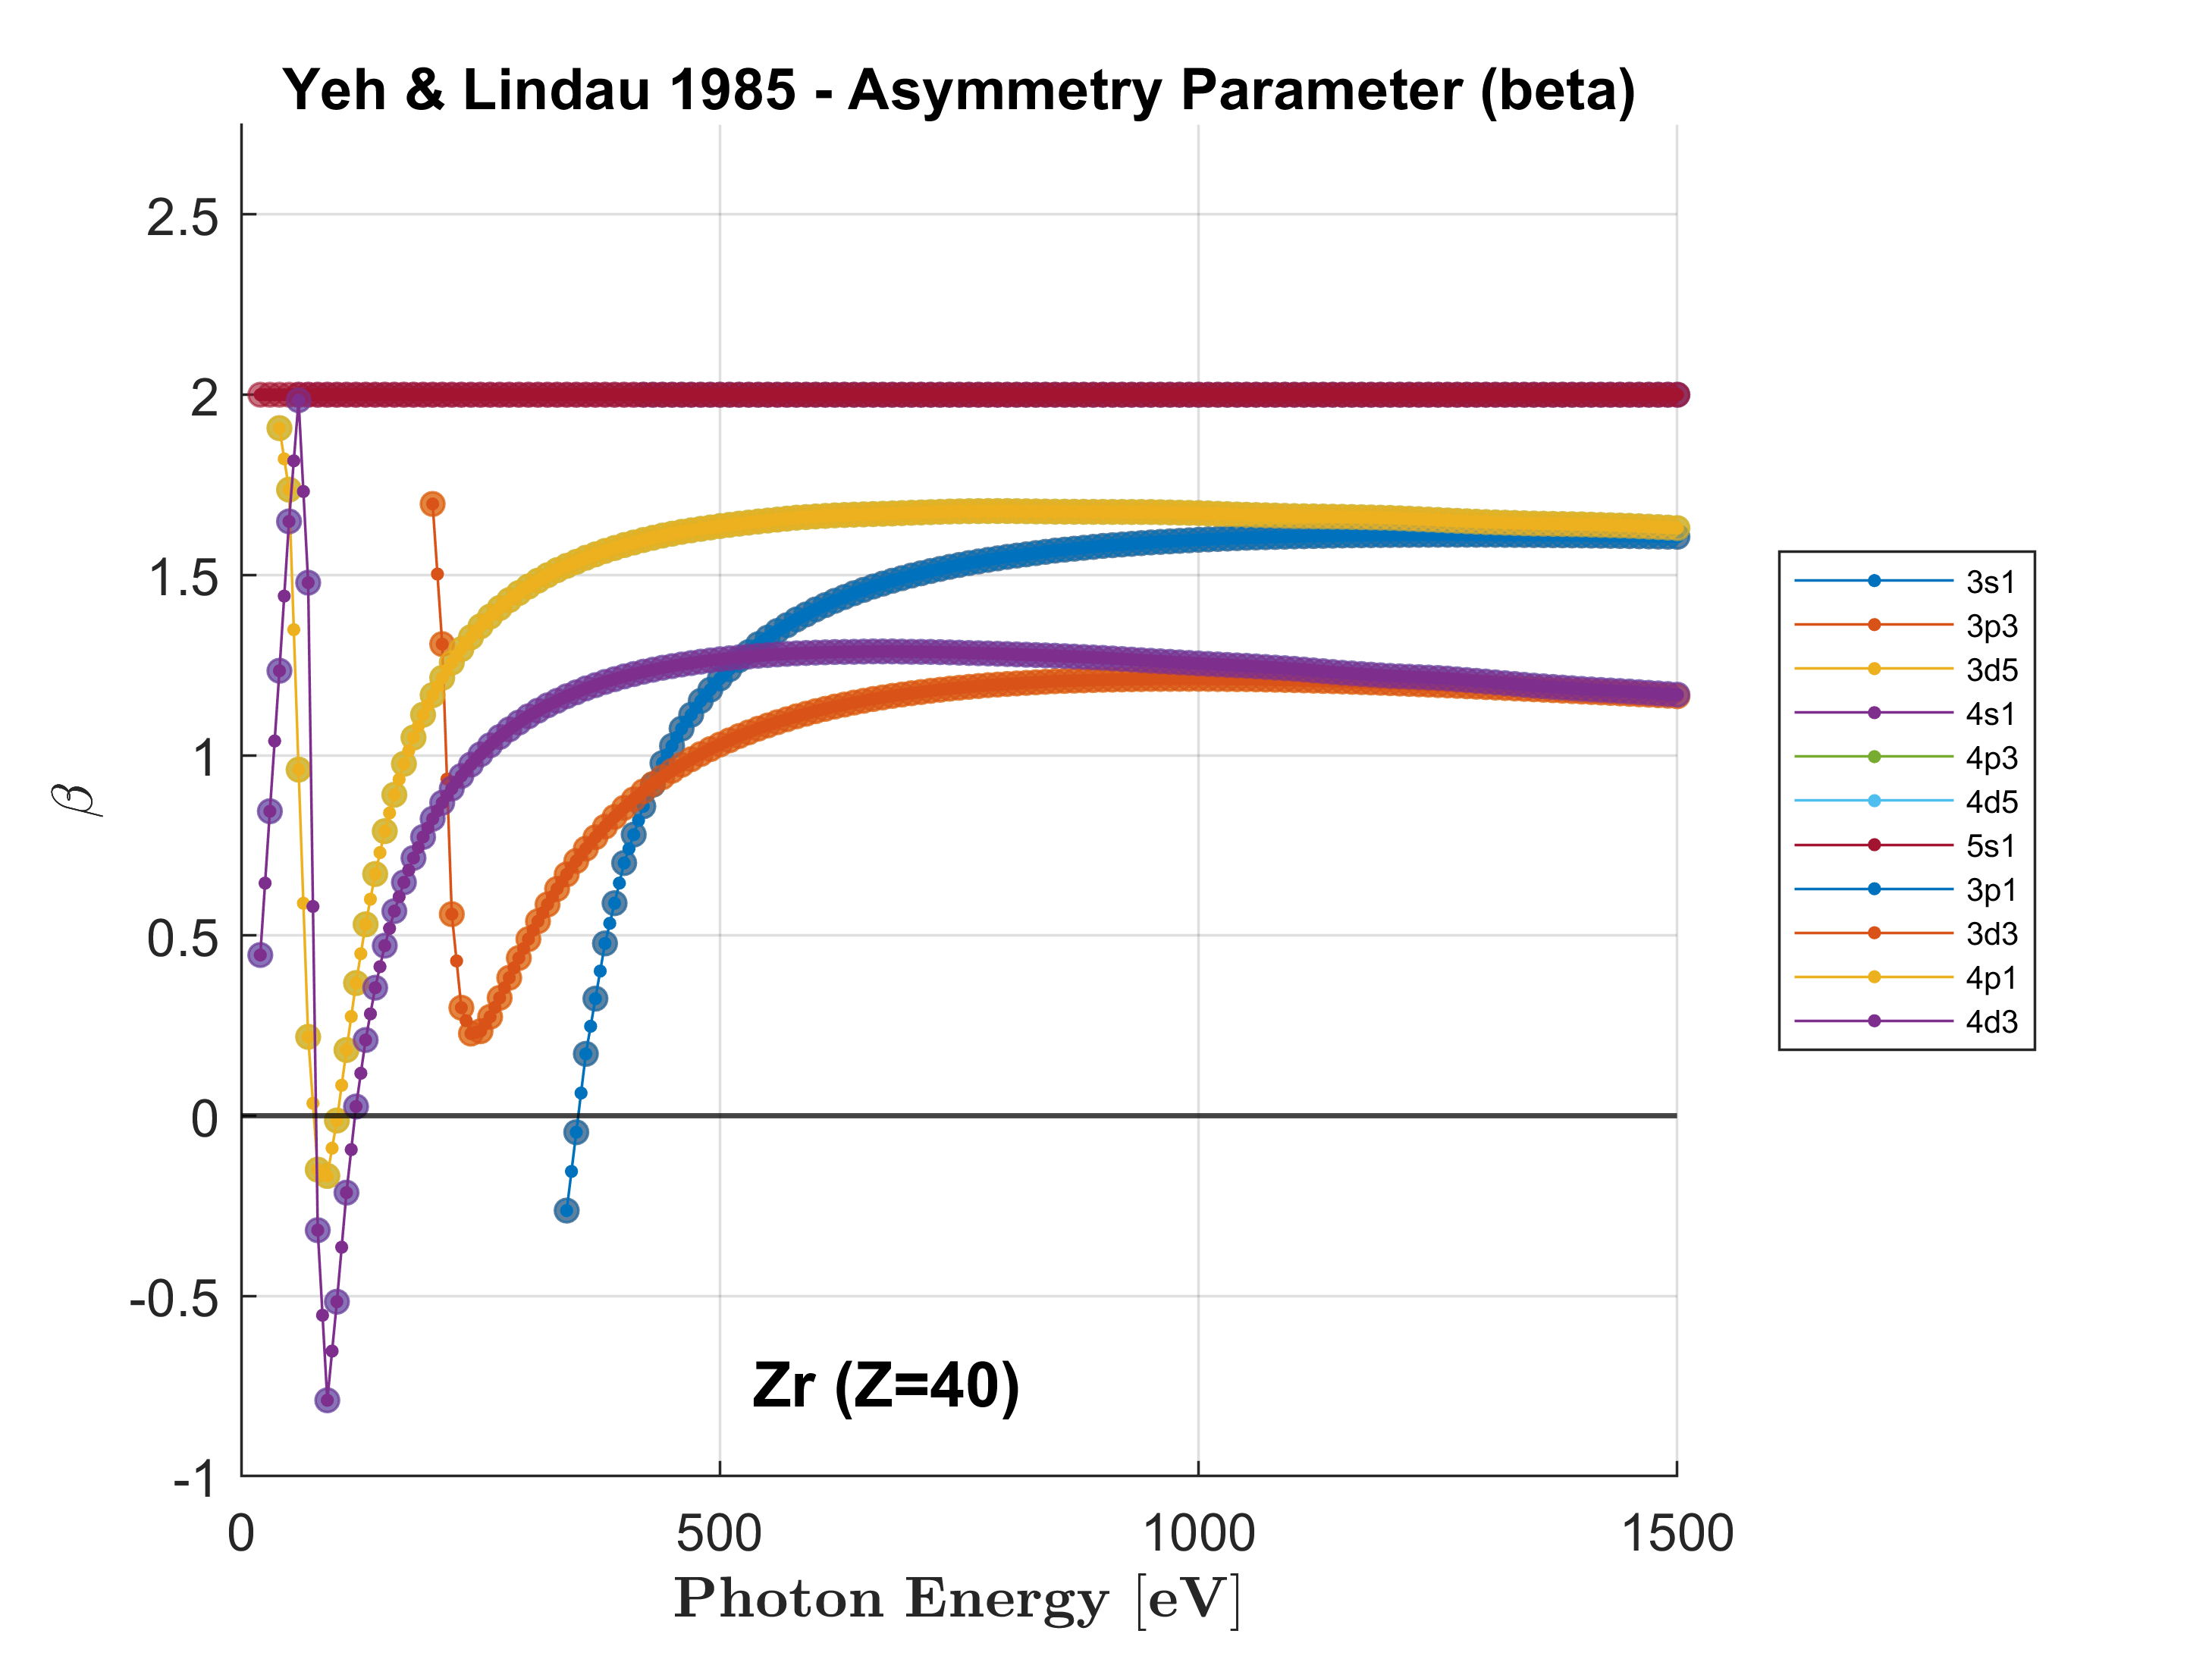 Yeh & Lindau 1985 - Asymmetry Parameter (beta)
2.5
2
1.5
1
0.5
0
-0.5
-1
β
0 500 1000 1500
Photon Energy [eV]
Zr (Z=40)
3s1
3p3
3d5
4s1
4p3
4d5
5s1
3p1
3d3
4p1
4d3